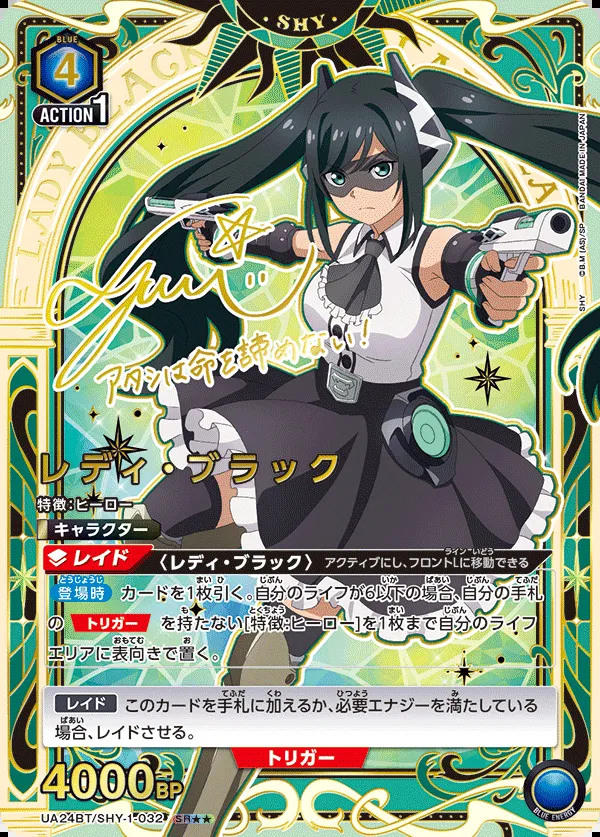 SHY
BLUE
4
ACTION 1
LADY BLACK
SHY ©B.M (AS)/SP BANDAI MADE IN JAPAN
アタシは命を諦めない!
レディ・ブラック
特徴:ヒーロー
キャラクター
レイド 〈レディ・ブラック〉 アクティブにし、フロントLに移動できる
登場時 カードを1枚引く。自分のライフが6以下の場合、自分の手札
の トリガー を持たない[特徴:ヒーロー]を1枚まで自分のライフ
エリアに表向きで置く。
レイド このカードを手札に加えるか、必要エナジーを満たしている
場合、レイドさせる。
トリガー
4000BP
UA24BT/SHY-1-032 SR★★
BLUE ENERGY